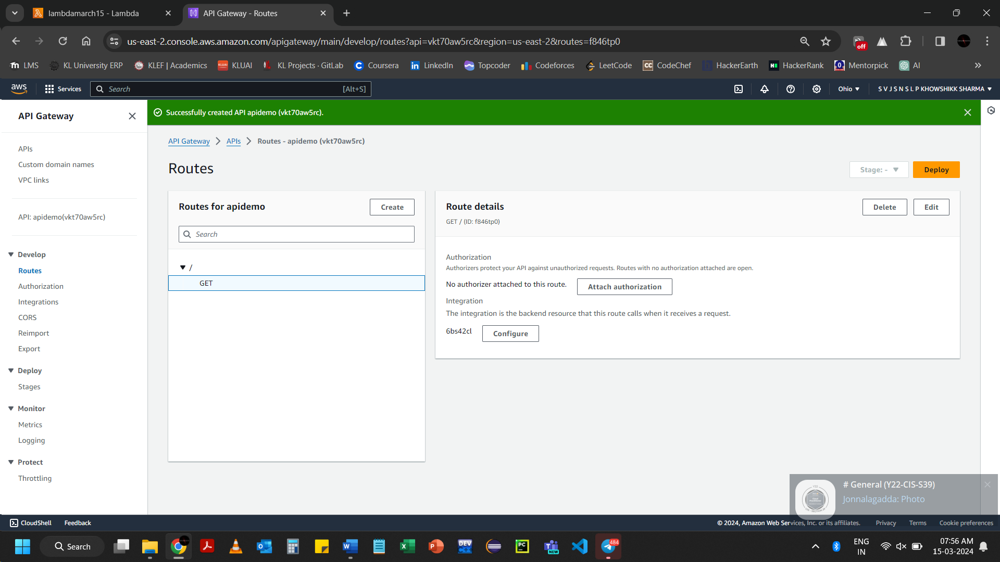 lambdamarch15 - Lambda
API Gateway - Routes
us-east-2.console.aws.amazon.com/apigateway/main/develop/routes?api=vkt70aw5rc&region=us-east-2&routes=f846tp0
off
LMS
KL University ERP
KLEF | Academics
KLUAI
KL Projects · GitLab
Coursera
LinkedIn
Topcoder
Codeforces
LeetCode
CodeChef
HackerEarth
HackerRank
Mentorpick
AI
aws
Services
Search
[Alt+S]
Ohio
S V J S N S L P KHOWSHIKK SHARMA
API Gateway
Successfully created API apidemo (vkt70aw5rc).
APIs
Custom domain names
VPC links
API: apidemo(vkt70aw5rc)
Develop
Routes
Authorization
Integrations
CORS
Reimport
Export
Deploy
Stages
Monitor
Metrics
Logging
Protect
Throttling
API Gateway
APIs
Routes - apidemo (vkt70aw5rc)
Routes
Stage: -
Deploy
Routes for apidemo
Create
Search
/
GET
Route details
GET / (ID: f846tp0)
Delete
Edit
Authorization
Authorizers protect your API against unauthorized requests. Routes with no authorization attached are open.
No authorizer attached to this route.
Attach authorization
Integration
The integration is the backend resource that this route calls when it receives a request.
6bs42cl
Configure
# General (Y22-CIS-S39)
Jonnalagadda: Photo
CloudShell
Feedback
© 2024, Amazon Web Services, Inc. or its affiliates.
Privacy
Terms
Cookie preferences
Search
DEV
PC
NEW
484
ENG
IN
07:56 AM
15-03-2024